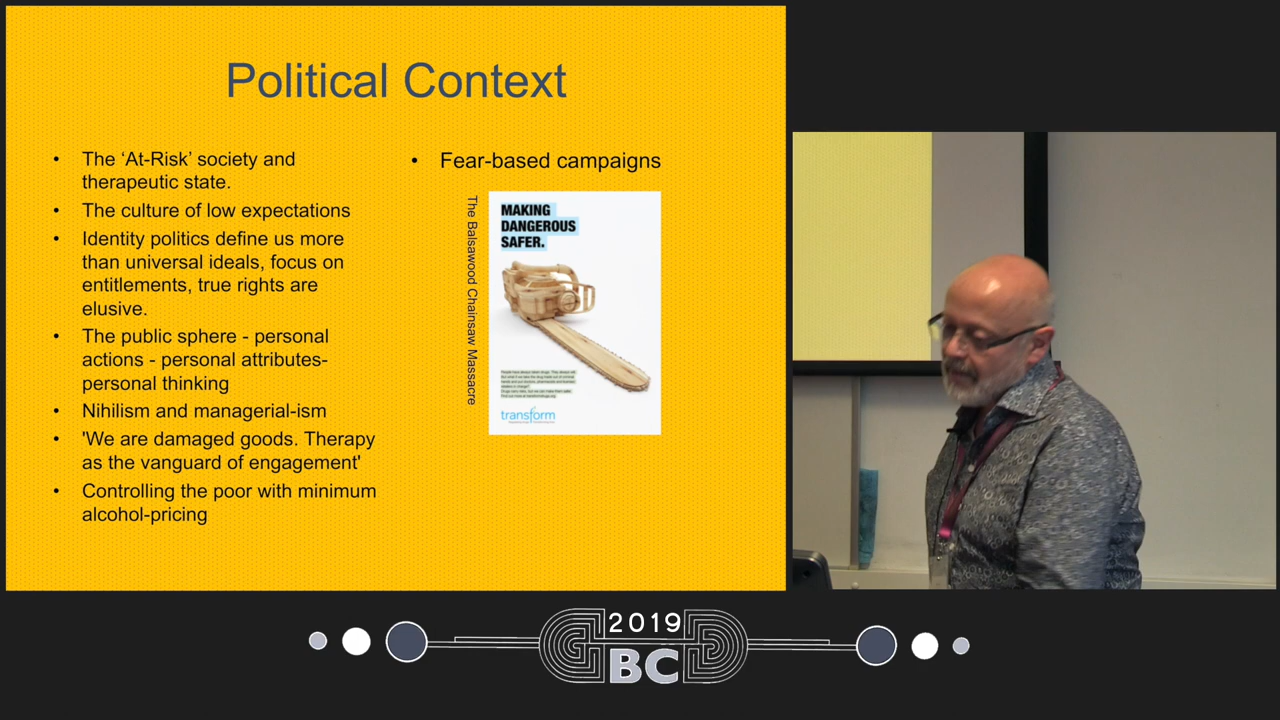 Political Context
• The ‘At-Risk’ society and
therapeutic state.
• The culture of low expectations
• Identity politics define us more
than universal ideals, focus on
entitlements, true rights are
elusive.
• The public sphere - personal
actions - personal attributes-
personal thinking
• Nihilism and managerial-ism
• 'We are damaged goods. Therapy
as the vanguard of engagement'
• Controlling the poor with minimum
alcohol-pricing
• Fear-based campaigns
The Balsawood Chainsaw Massacre
MAKING
DANGEROUS
SAFER.
transform
2019
BC